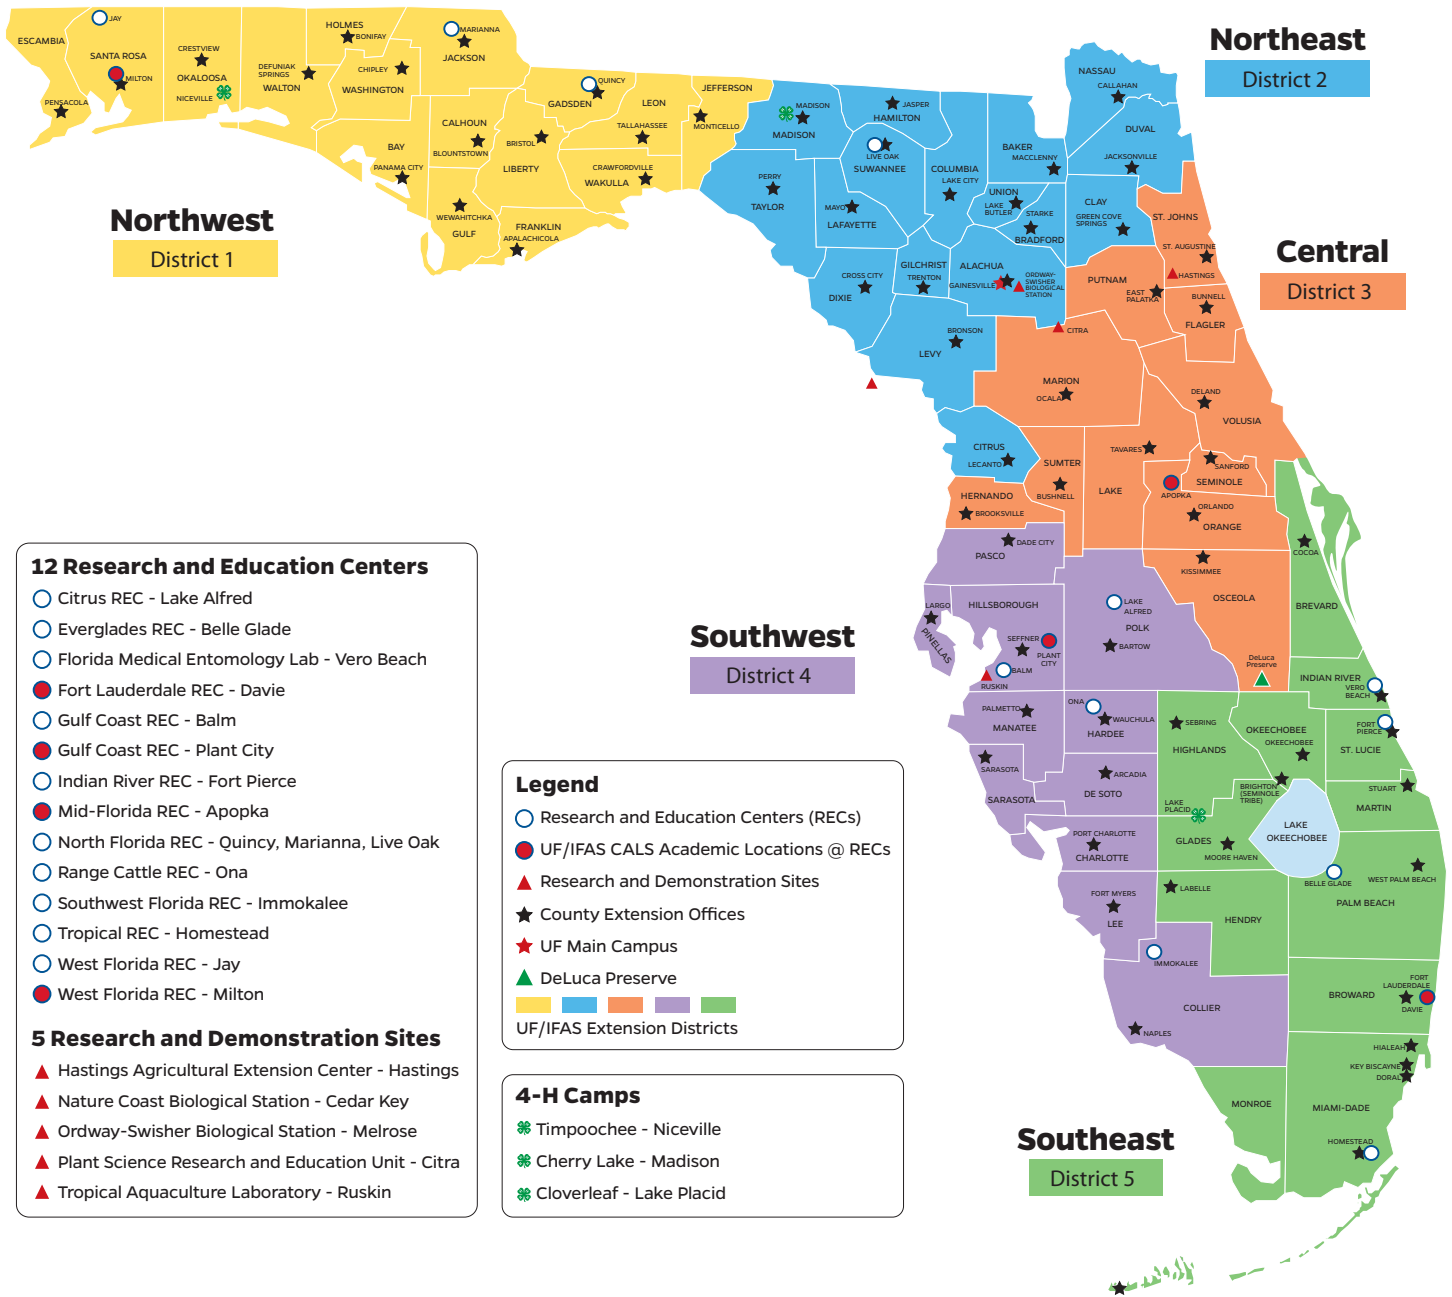 ESCAMBIA
JAY
SANTA ROSA
MILTON
PENSACOLA
CRESTVIEW
OKALOOSA
NICEVILLE
DEFUNIAK
SPRINGS
WALTON
HOLMES
BONIFAY
CHIPLEY
WASHINGTON
MARIANNA
JACKSON
BAY
PANAMA CITY
CALHOUN
BLOUNTSTOWN
WEWAHITCHKA
GULF
QUINCY
GADSDEN
BRISTOL
LIBERTY
FRANKLIN
APALACHICOLA
LEON
TALLAHASSEE
CRAWFORDVILLE
WAKULLA
JEFFERSON
MONTICELLO
Northwest
District 1
Northeast
District 2
MADISON
MADISON
JASPER
HAMILTON
LIVE OAK
SUWANNEE
PERRY
TAYLOR
MAYO
LAFAYETTE
COLUMBIA
LAKE CITY
BAKER
MACCLENNY
NASSAU
CALLAHAN
DUVAL
JACKSONVILLE
UNION
LAKE
BUTLER
STARKE
BRADFORD
CLAY
GREEN COVE
SPRINGS
CROSS CITY
DIXIE
GILCHRIST
TRENTON
ALACHUA
GAINESVILLE
ORDWAY-
SWISHER
BIOLOGICAL
STATION
BRONSON
LEVY
CITRUS
LECANTO
Central
District 3
ST. JOHNS
ST. AUGUSTINE
HASTINGS
PUTNAM
EAST
PALATKA
BUNNELL
FLAGLER
CITRA
MARION
OCALA
DELAND
VOLUSIA
TAVARES
LAKE
SUMTER
BUSHNELL
HERNANDO
BROOKSVILLE
SANFORD
SEMINOLE
APOPKA
ORLANDO
ORANGE
KISSIMMEE
OSCEOLA
DeLuca
Preserve
Southwest
District 4
PASCO
DADE CITY
LARGO
PINELLAS
HILLSBOROUGH
SEFFNER
PLANT
CITY
BALM
RUSKIN
LAKE
ALFRED
POLK
BARTOW
PALMETTO
MANATEE
ONA
WAUCHULA
HARDEE
SARASOTA
SARASOTA
ARCADIA
DE SOTO
PORT CHARLOTTE
CHARLOTTE
FORT MYERS
LEE
IMMOKALEE
COLLIER
NAPLES
Southeast
District 5
COCOA
BREVARD
INDIAN RIVER
VERO
BEACH
FORT
PIERCE
ST. LUCIE
OKEECHOBEE
OKEECHOBEE
SEBRING
HIGHLANDS
BRIGHTON
(SEMINOLE
TRIBE)
LAKE
PLACID
GLADES
MOORE HAVEN
LAKE
OKEECHOBEE
STUART
MARTIN
BELLE GLADE
WEST PALM BEACH
PALM BEACH
LABELLE
HENDRY
BROWARD
FORT
LAUDERDALE
DAVIE
HIALEAH
KEY BISCAYNE
DORAL
MIAMI-DADE
MONROE
HOMESTEAD
12 Research and Education Centers
Citrus REC - Lake Alfred
Everglades REC - Belle Glade
Florida Medical Entomology Lab - Vero Beach
Fort Lauderdale REC - Davie
Gulf Coast REC - Balm
Gulf Coast REC - Plant City
Indian River REC - Fort Pierce
Mid-Florida REC - Apopka
North Florida REC - Quincy, Marianna, Live Oak
Range Cattle REC - Ona
Southwest Florida REC - Immokalee
Tropical REC - Homestead
West Florida REC - Jay
West Florida REC - Milton
5 Research and Demonstration Sites
Hastings Agricultural Extension Center - Hastings
Nature Coast Biological Station - Cedar Key
Ordway-Swisher Biological Station - Melrose
Plant Science Research and Education Unit - Citra
Tropical Aquaculture Laboratory - Ruskin
Legend
Research and Education Centers (RECs)
UF/IFAS CALS Academic Locations @ RECs
Research and Demonstration Sites
County Extension Offices
UF Main Campus
DeLuca Preserve
UF/IFAS Extension Districts
4-H Camps
Timpoochee - Niceville
Cherry Lake - Madison
Cloverleaf - Lake Placid